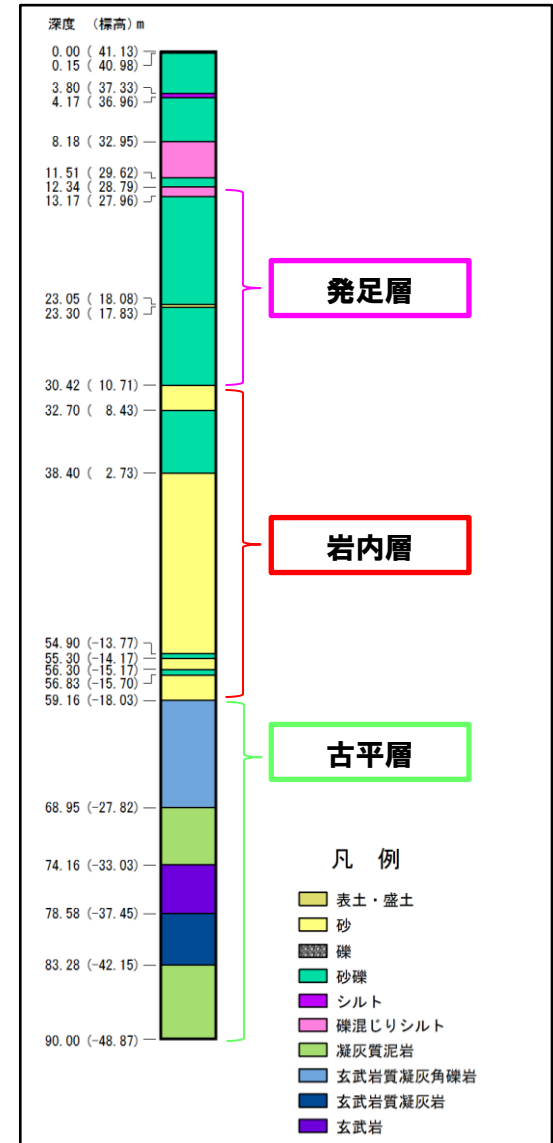 深度 (標高) m
0.00 ( 41.13)
0.15 ( 40.98)
3.80 ( 37.33)
4.17 ( 36.96)
8.18 ( 32.95)
11.51 ( 29.62)
12.34 ( 28.79)
13.17 ( 27.96)
発足層
23.05 ( 18.08)
23.30 ( 17.83)
30.42 ( 10.71)
32.70 ( 8.43)
38.40 ( 2.73)
岩内層
54.90 (-13.77)
55.30 (-14.17)
56.30 (-15.17)
56.83 (-15.70)
59.16 (-18.03)
古平層
68.95 (-27.82)
74.16 (-33.03)
78.58 (-37.45)
83.28 (-42.15)
90.00 (-48.87)
凡 例
表土・盛土
砂
礫
砂礫
シルト
礫混じりシルト
凝灰質泥岩
玄武岩質凝灰角礫岩
玄武岩質凝灰岩
玄武岩